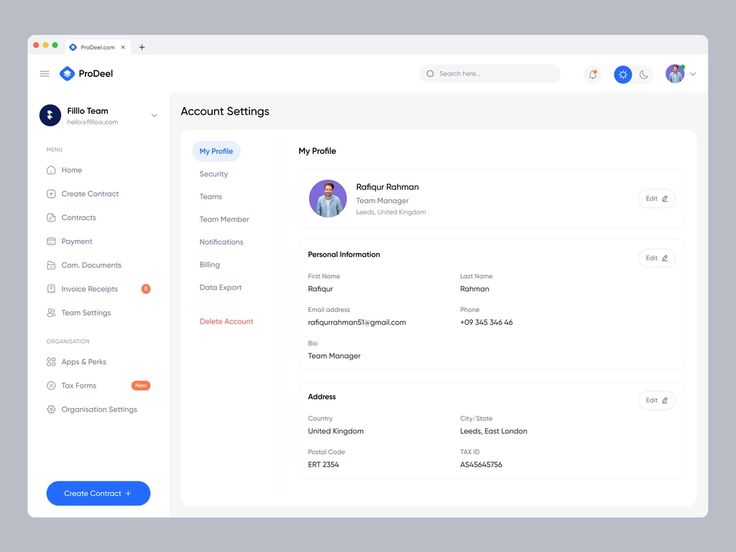 ProDeel.com
ProDeel
Search here...
Filllo Team
hello@filllo.com
MENU
Home
Create Contract
Contracts
Payment
Com. Documents
Invoice Receipts
Team Settings
ORGANISATION
Apps & Perks
Tax Forms New
Organisation Settings
Create Contract +
Account Settings
My Profile
Security
Teams
Team Member
Notifications
Billing
Data Export
Delete Account
My Profile
Rafiqur Rahman
Team Manager
Leeds, United Kingdom
Edit
Personal Information
Edit
First Name Last Name
Rafiqur Rahman
Email address Phone
rafiqurrahman51@gmail.com +09 345 346 46
Bio
Team Manager
Address
Edit
Country City/State
United Kingdom Leeds, East London
Postal Code TAX ID
ERT 2354 AS45645756